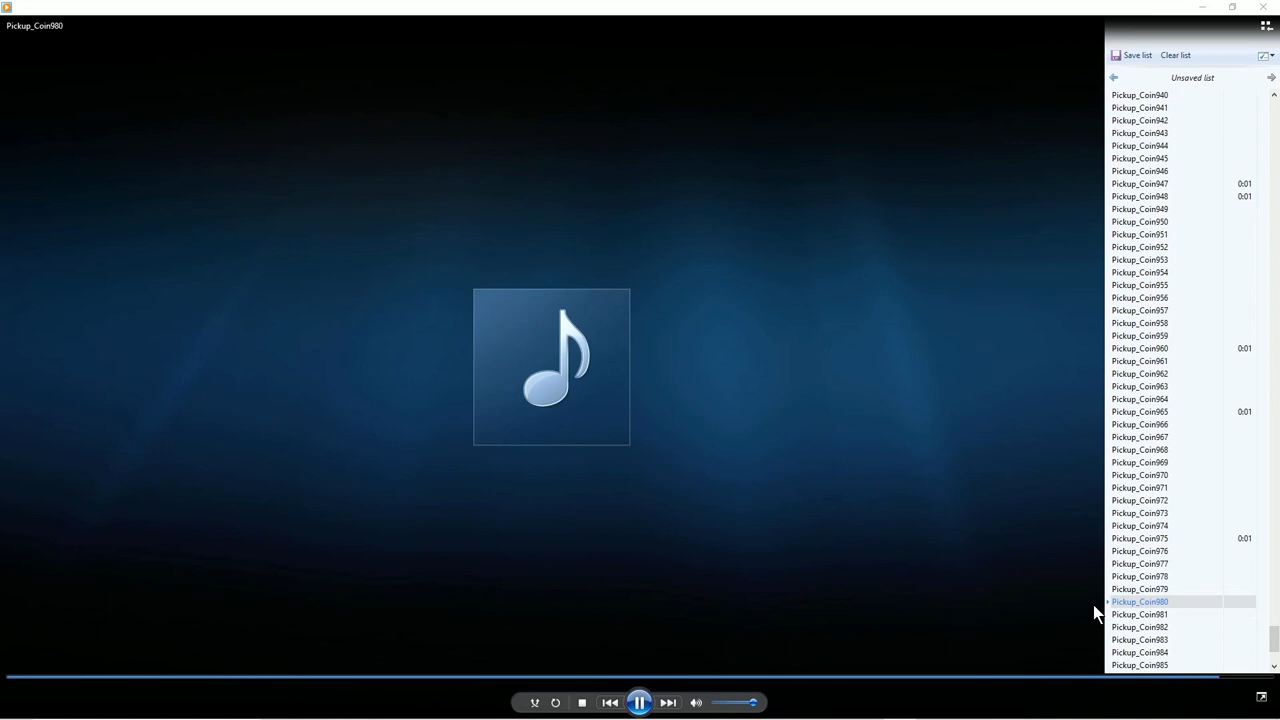 Pickup_Coin980
Save list Clear list
Unsaved list
Pickup_Coin940
Pickup_Coin941
Pickup_Coin942
Pickup_Coin943
Pickup_Coin944
Pickup_Coin945
Pickup_Coin946
Pickup_Coin947 0:01
Pickup_Coin948 0:01
Pickup_Coin949
Pickup_Coin950
Pickup_Coin951
Pickup_Coin952
Pickup_Coin953
Pickup_Coin954
Pickup_Coin955
Pickup_Coin956
Pickup_Coin957
Pickup_Coin958
Pickup_Coin959
Pickup_Coin960 0:01
Pickup_Coin961
Pickup_Coin962
Pickup_Coin963
Pickup_Coin964
Pickup_Coin965 0:01
Pickup_Coin966
Pickup_Coin967
Pickup_Coin968
Pickup_Coin969
Pickup_Coin970
Pickup_Coin971
Pickup_Coin972
Pickup_Coin973
Pickup_Coin974
Pickup_Coin975 0:01
Pickup_Coin976
Pickup_Coin977
Pickup_Coin978
Pickup_Coin979
Pickup_Coin980
Pickup_Coin981
Pickup_Coin982
Pickup_Coin983
Pickup_Coin984
Pickup_Coin985